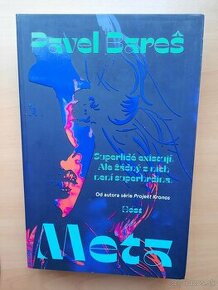 Pavel Bareš
Superlidé existují.
Ale žádný z nich
není superhrdina.
Od autora série Projekt Kronos
Host
Meta